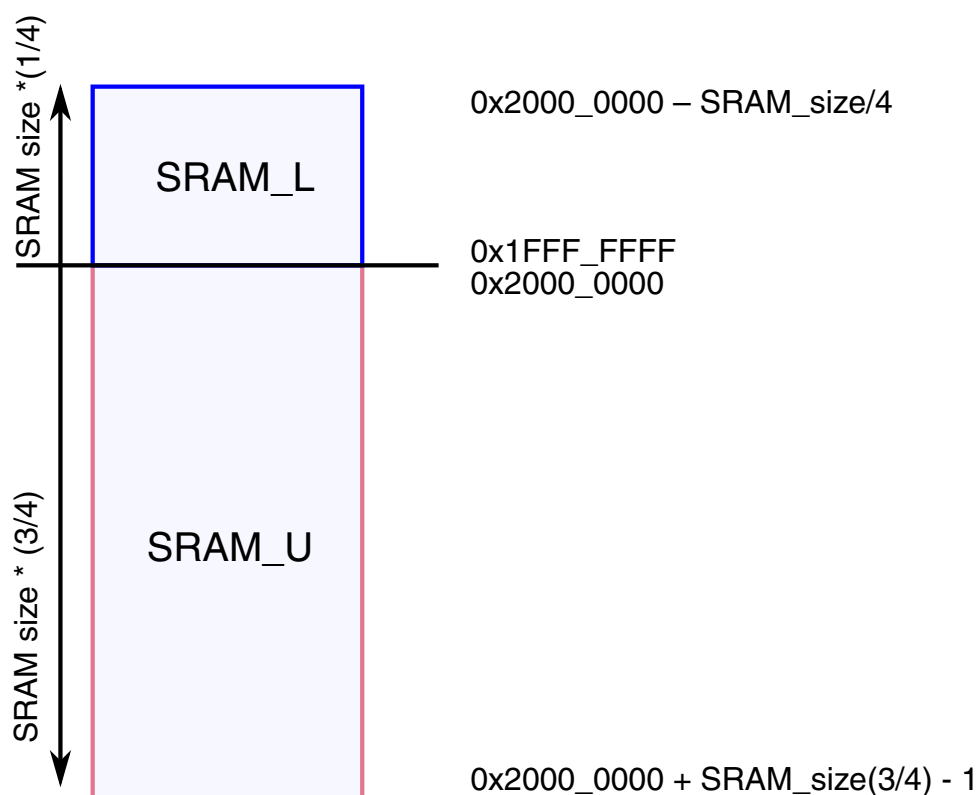 SRAM size *(1/4)
0x2000_0000 – SRAM_size/4
SRAM_L
0x1FFF_FFFF
0x2000_0000
SRAM size * (3/4)
SRAM_U
0x2000_0000 + SRAM_size(3/4) - 1